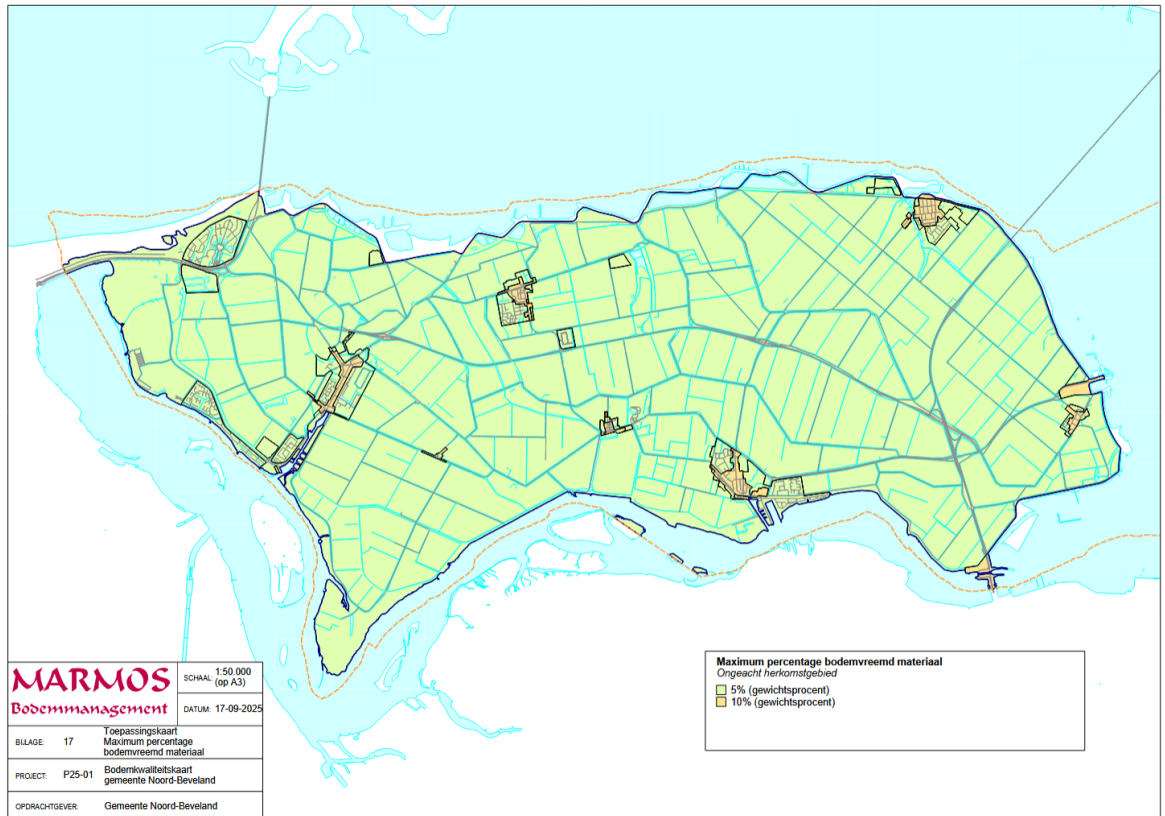 Maximum percentage bodemvreemd materiaal
Ongeacht herkomstgebied
5% (gewichtsprocent)
10% (gewichtsprocent)
MARMOS
Bodemmanagement
SCHAAL: 1:50.000
(op A3)
DATUM: 17-09-2025
BIJLAGE: 17 Toepassingskaart
Maximum percentage
bodemvreemd materiaal
PROJECT: P25-01 Bodemkwaliteitskaart
gemeente Noord-Beveland
OPDRACHTGEVER: Gemeente Noord-Beveland